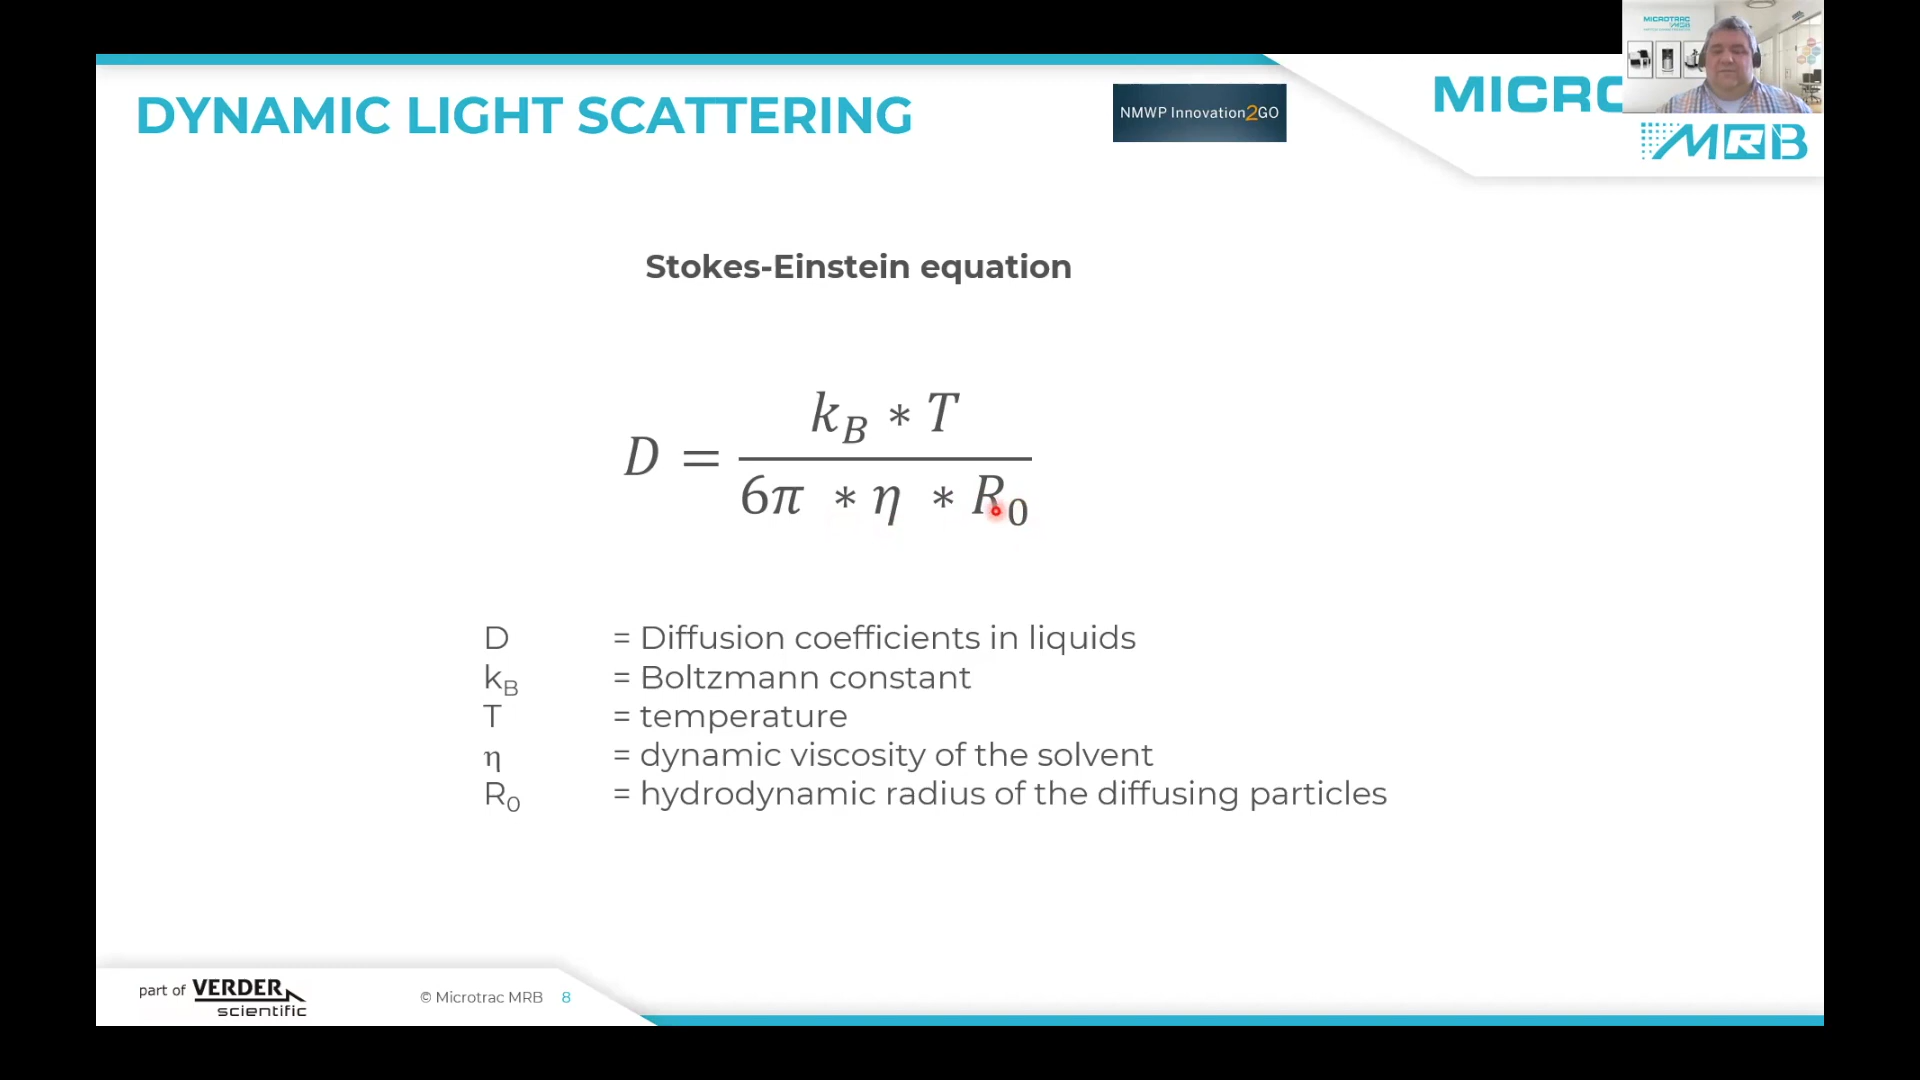 DYNAMIC LIGHT SCATTERING
NMWP Innovation2GO
MICRO
MRB
MICROTRAC
MRB
Stokes-Einstein equation
D = k_B * T / 6π * η * R_0
D = Diffusion coefficients in liquids
k_B = Boltzmann constant
T = temperature
η = dynamic viscosity of the solvent
R_0 = hydrodynamic radius of the diffusing particles
part of VERDER
scientific
© Microtrac MRB 8